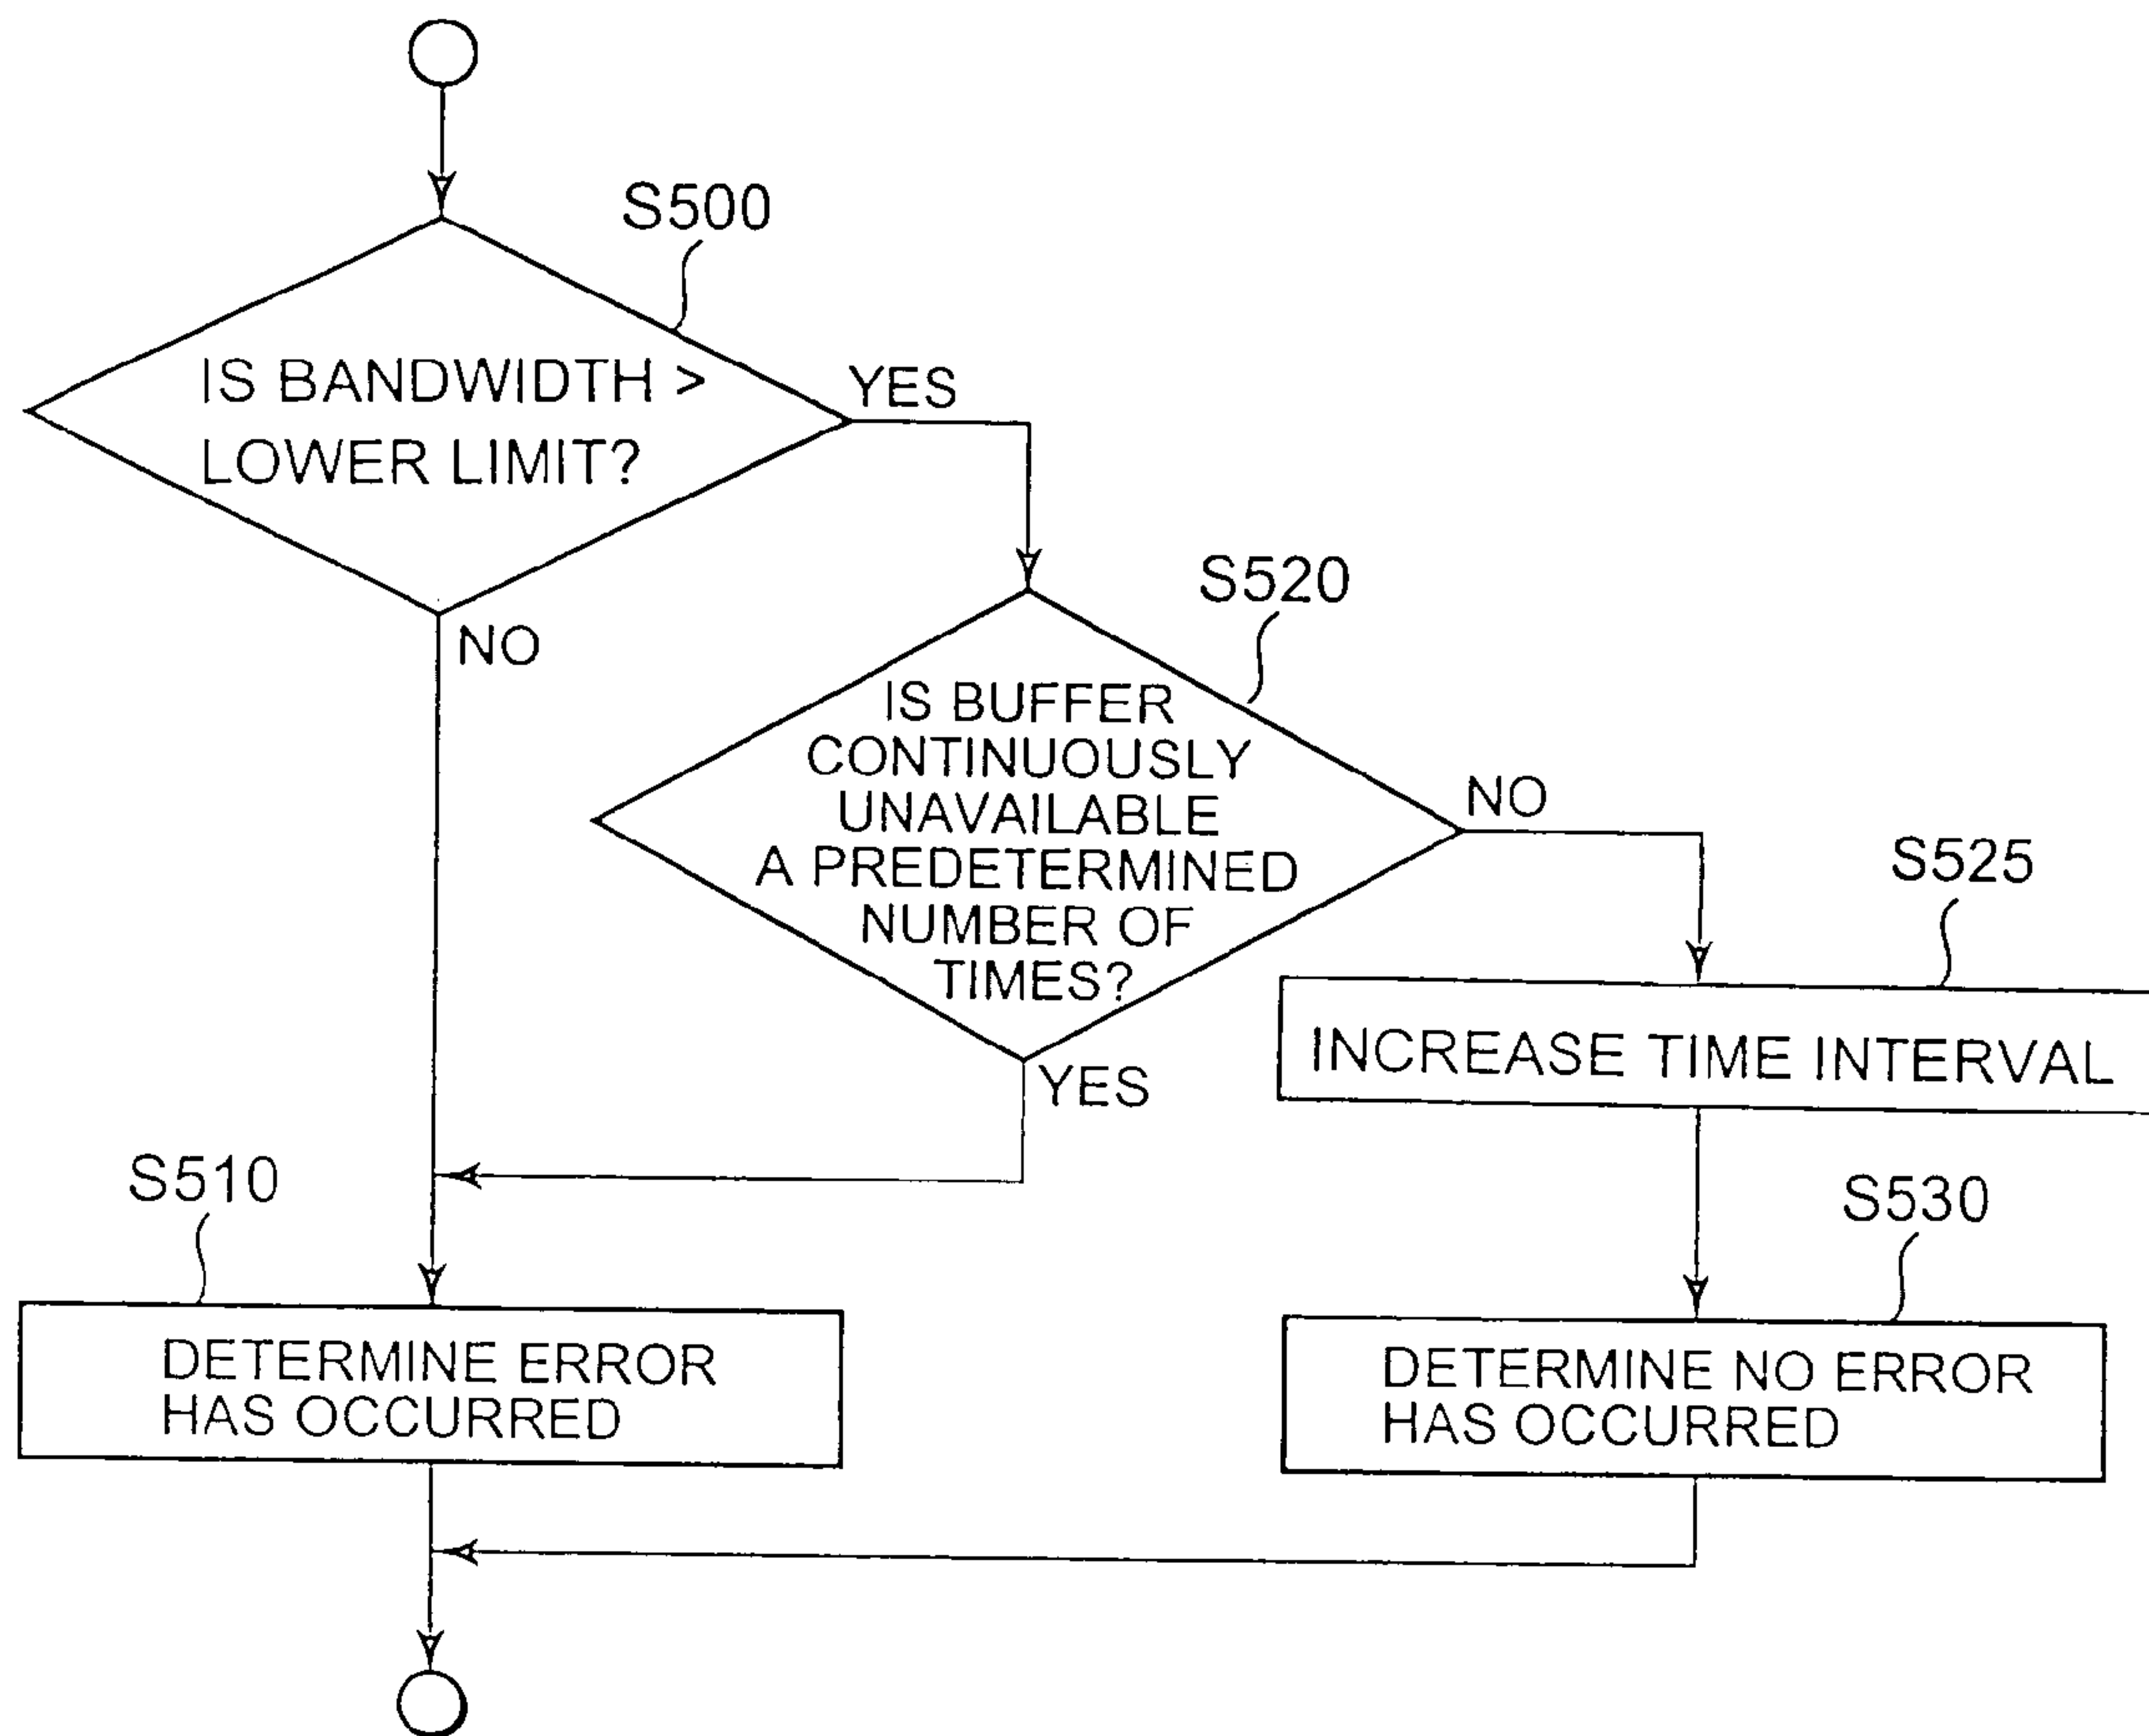 S500
IS BANDWIDTH >
LOWER LIMIT?
YES
NO
S520
IS BUFFER
CONTINUOUSLY
UNAVAILABLE
A PREDETERMINED
NUMBER OF
TIMES?
NO
YES
S525
INCREASE TIME INTERVAL
S510
DETERMINE ERROR
HAS OCCURRED
S530
DETERMINE NO ERROR
HAS OCCURRED